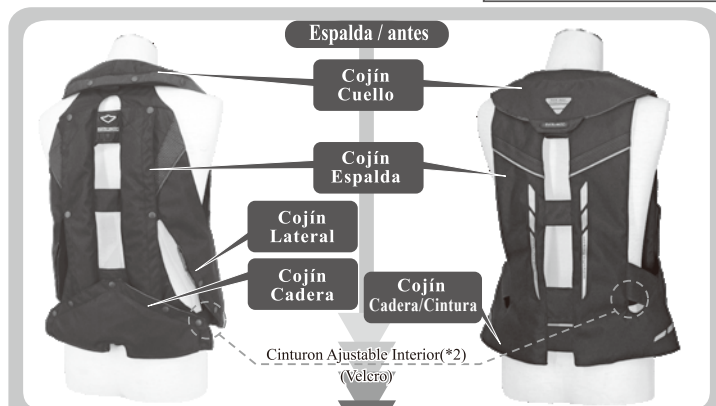 Espalda / antes
Cojín
Cuello
Cojín
Espalda
Cojín
Lateral
Cojín
Cadera
Cojín
Cadera/Cintura
Cinturon Ajustable Interior(*2)
(Velcro)